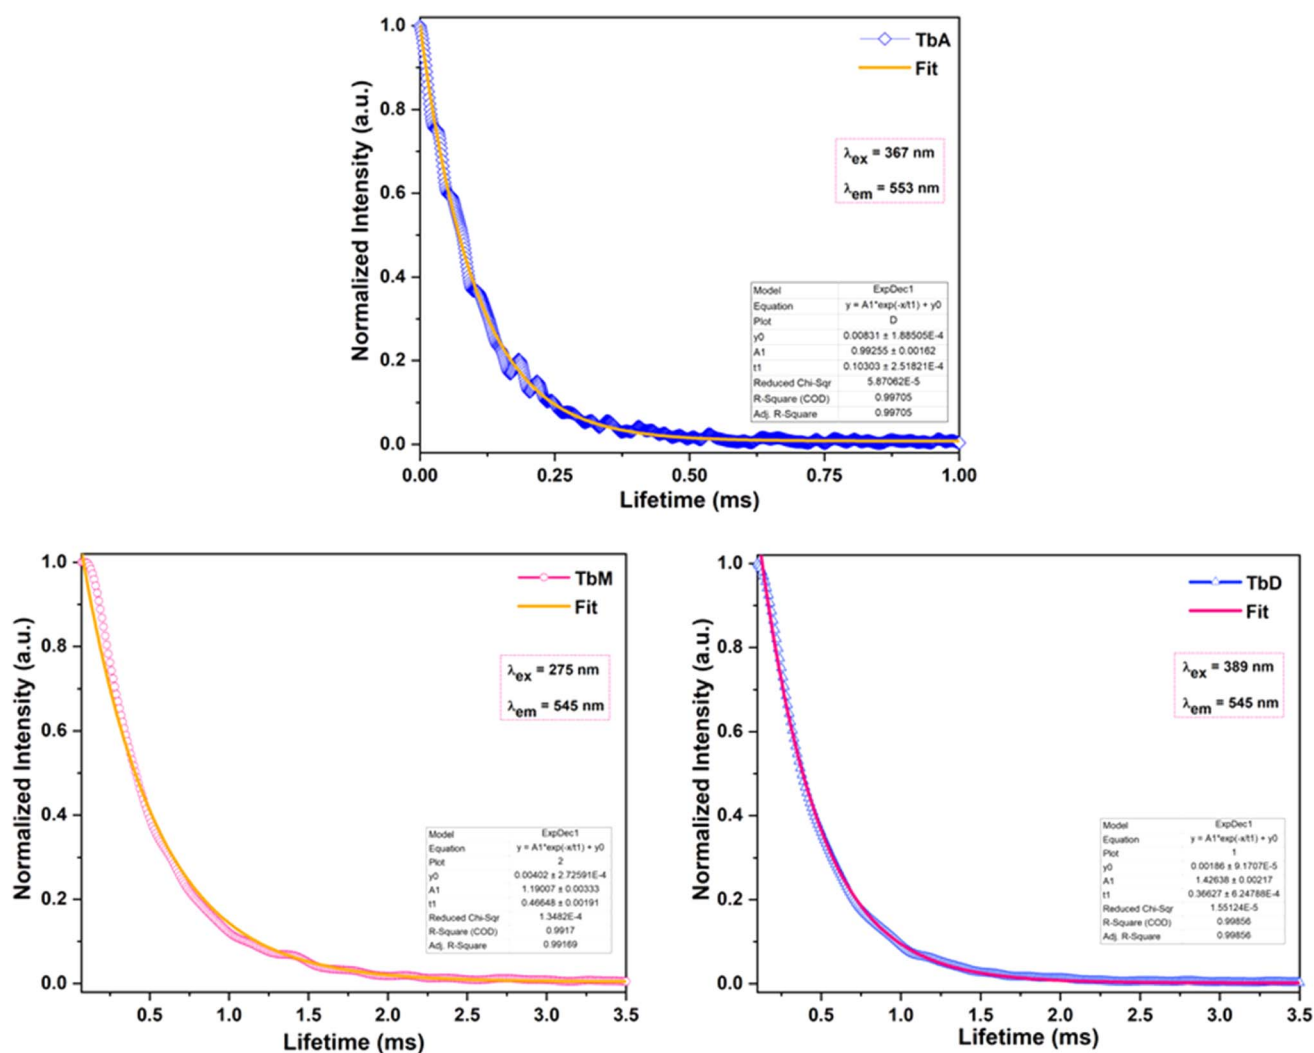 TbA
Fit
λex = 367 nm
λem = 553 nm
Normalized Intensity (a.u.)
1.0
0.8
0.6
0.4
0.2
0.0
Model ExpDec1
Equation y = A1*exp(-x/t1) + y0
Plot D
y0 0.00831 ± 1.88505E-4
A1 0.99255 ± 0.00162
t1 0.10303 ± 2.51821E-4
Reduced Chi-Sqr 5.87062E-5
R-Square (COD) 0.99705
Adj. R-Square 0.99705
0.00 0.25 0.50 0.75 1.00
Lifetime (ms)
TbM
Fit
λex = 275 nm
λem = 545 nm
Normalized Intensity (a.u.)
1.0
0.8
0.6
0.4
0.2
0.0
Model ExpDec1
Equation y = A1*exp(-x/t1) + y0
Plot 2
y0 0.00402 ± 2.72591E-4
A1 1.19007 ± 0.00333
t1 0.46648 ± 0.00191
Reduced Chi-Sqr 1.3482E-4
R-Square (COD) 0.9917
Adj. R-Square 0.99169
0.5 1.0 1.5 2.0 2.5 3.0 3.5
Lifetime (ms)
TbD
Fit
λex = 389 nm
λem = 545 nm
Normalized Intensity (a.u.)
1.0
0.8
0.6
0.4
0.2
0.0
Model ExpDec1
Equation y = A1*exp(-x/t1) + y0
Plot 1
y0 0.00186 ± 9.1707E-5
A1 1.42638 ± 0.00217
t1 0.36627 ± 6.24788E-4
Reduced Chi-Sqr 1.55124E-5
R-Square (COD) 0.99856
Adj. R-Square 0.99856
0.5 1.0 1.5 2.0 2.5 3.0 3.5
Lifetime (ms)